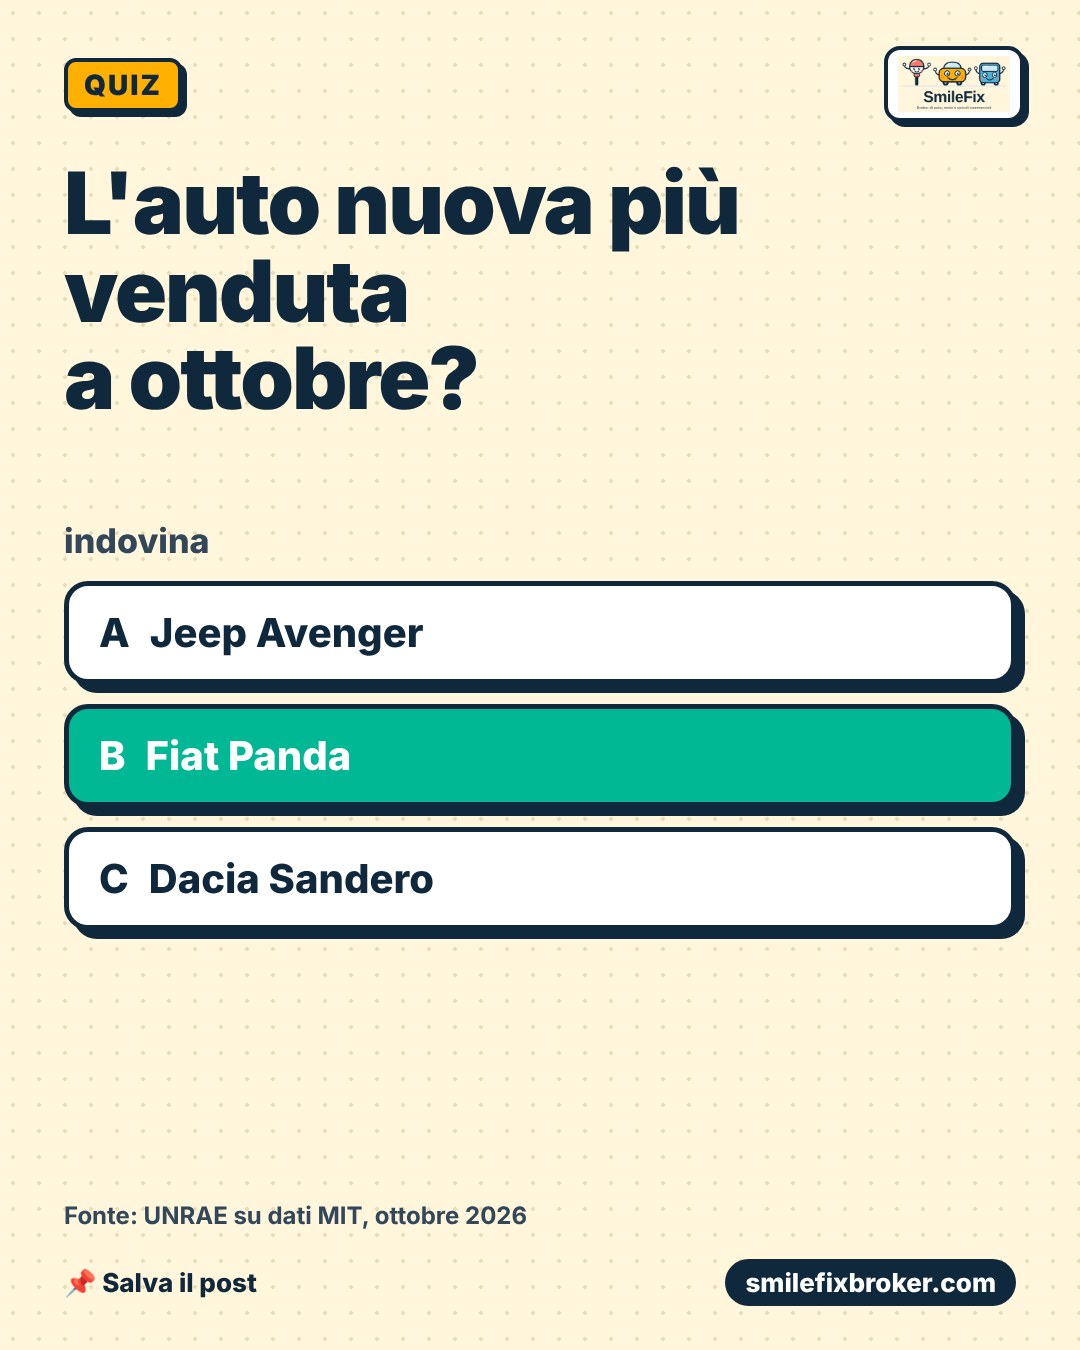 QUIZ
SmileFix
L'auto nuova più
venduta
a ottobre?
indovina
A Jeep Avenger
B Fiat Panda
C Dacia Sandero
Fonte: UNRAE su dati MIT, ottobre 2026
📌 Salva il post
smilefixbroker.com